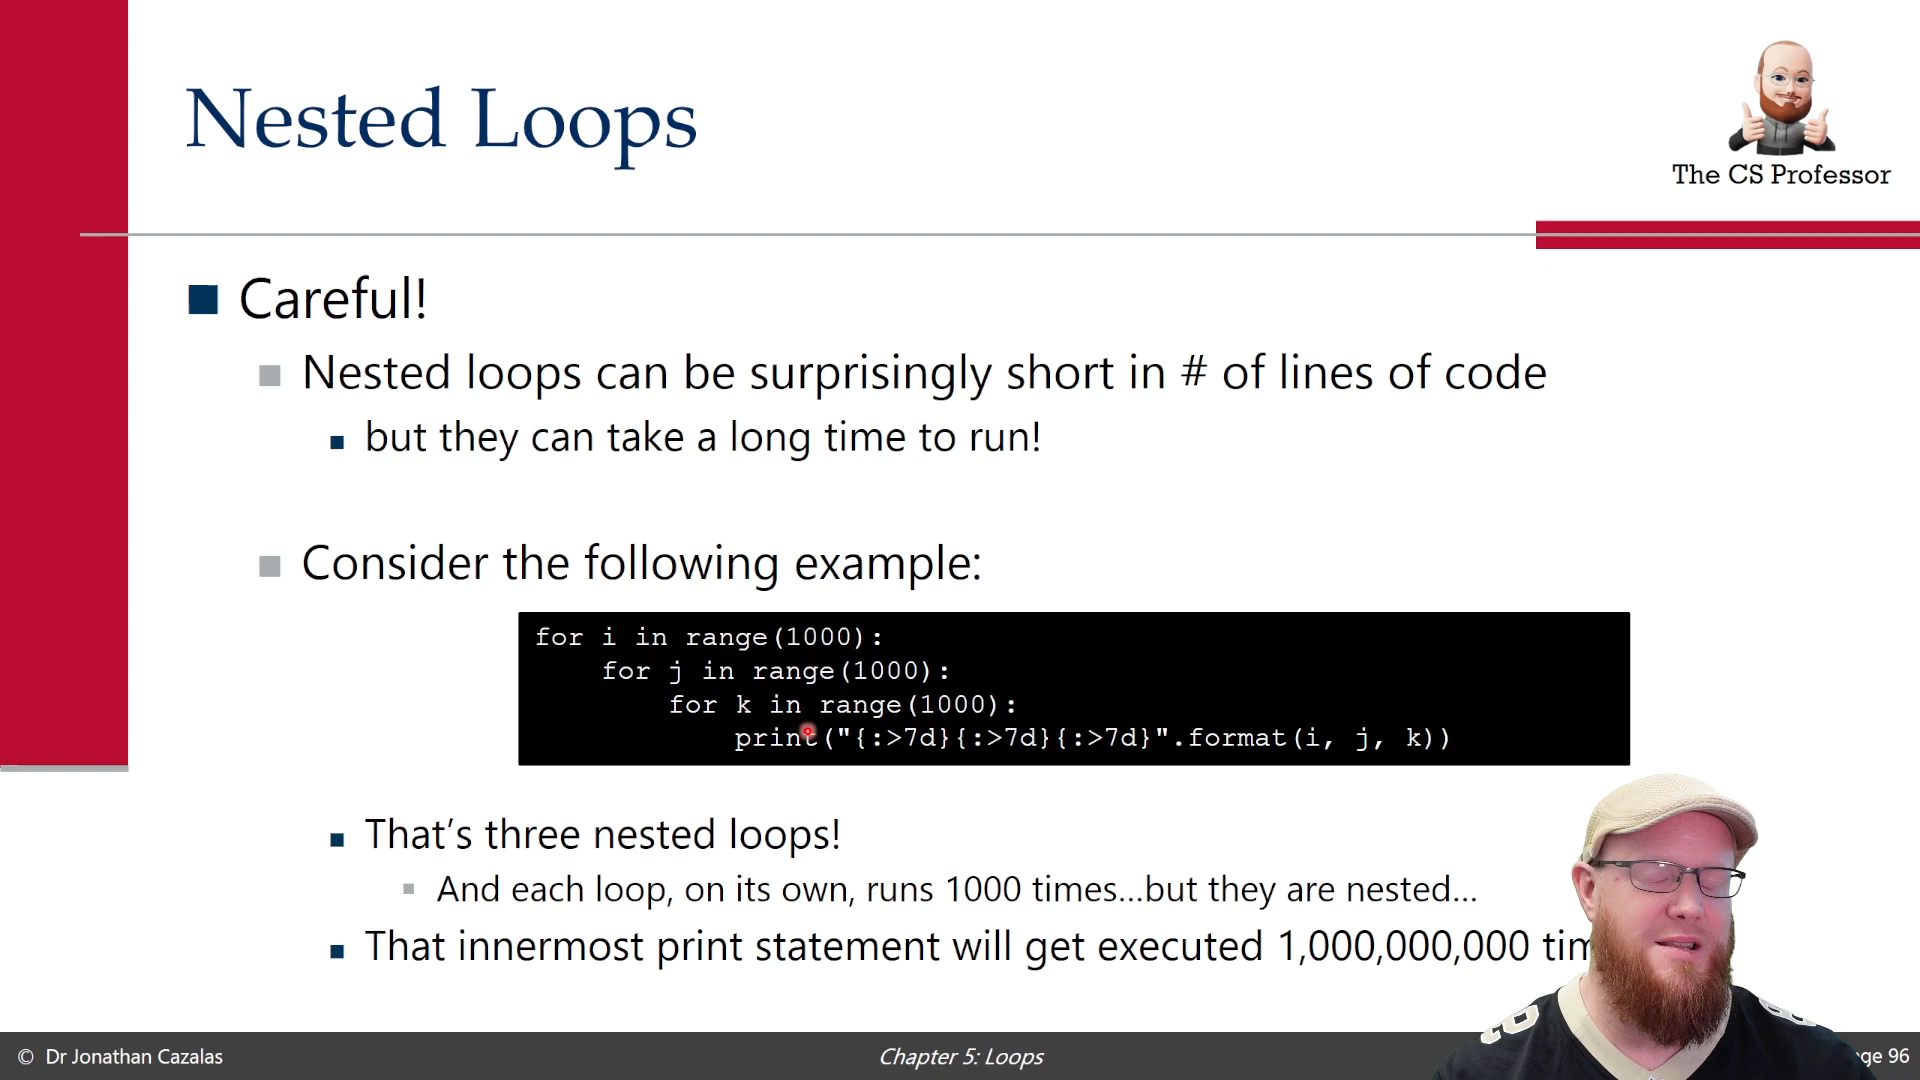 Nested Loops
The CS Professor
Careful!
Nested loops can be surprisingly short in # of lines of code
but they can take a long time to run!
Consider the following example:
for i in range(1000):
    for j in range(1000):
        for k in range(1000):
            print("{:>7d}{:>7d}{:>7d}".format(i, j, k))
That's three nested loops!
And each loop, on its own, runs 1000 times...but they are nested...
That innermost print statement will get executed 1,000,000,000 tim
© Dr Jonathan Cazalas
Chapter 5: Loops
ge 96